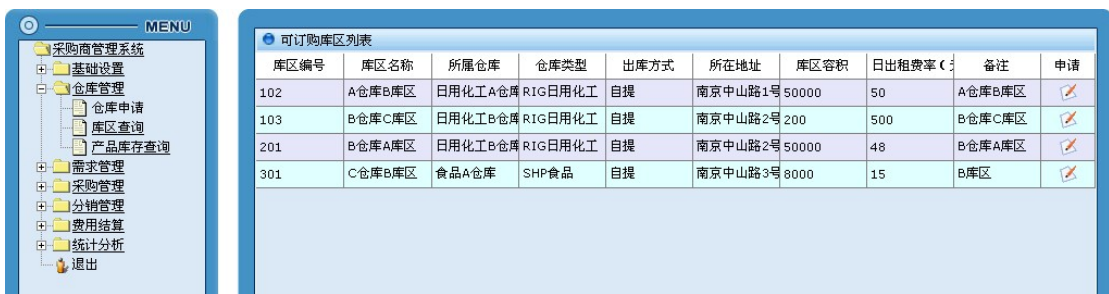 MENU
采购商管理系统
基础设置
仓库管理
仓库申请
库区查询
产品库存查询
需求管理
采购管理
分销管理
费用结算
统计分析
退出
可订购库区列表
库区编号 库区名称 所属仓库 仓库类型 出库方式 所在地址 库区容积 日出租费率( 备注 申请
102 A仓库B库区 日用化工A仓库 RIG日用化工 自提 南京中山路1号 50000 50 A仓库B库区
103 B仓库C库区 日用化工B仓库 RIG日用化工 自提 南京中山路2号 200 500 B仓库C库区
201 B仓库A库区 日用化工B仓库 RIG日用化工 自提 南京中山路2号 50000 48 B仓库A库区
301 C仓库B库区 食品A仓库 SHP食品 自提 南京中山路3号 8000 15 B库区